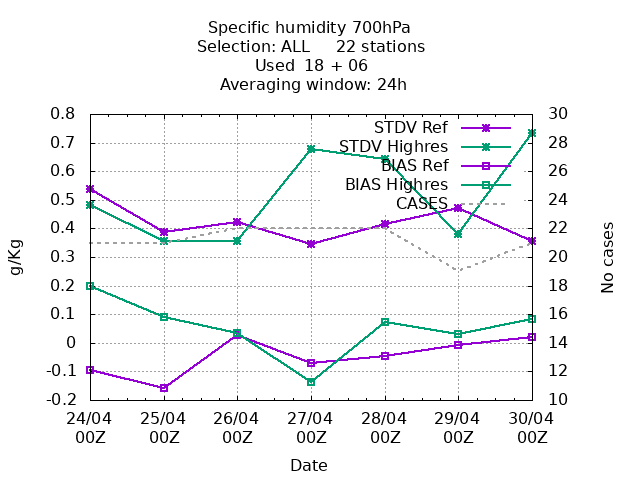 Specific humidity 700hPa
Selection: ALL 22 stations
Used 18 + 06
Averaging window: 24h
0.8
0.7
0.6
0.5
0.4
0.3
0.2
0.1
0
-0.1
-0.2
30
28
26
24
22
20
18
16
14
12
10
STDV Ref
STDV Highres
BIAS Ref
BIAS Highres
CASES
g/Kg
No cases
24/04 25/04 26/04 27/04 28/04 29/04 30/04
00Z 00Z 00Z 00Z 00Z 00Z 00Z
Date